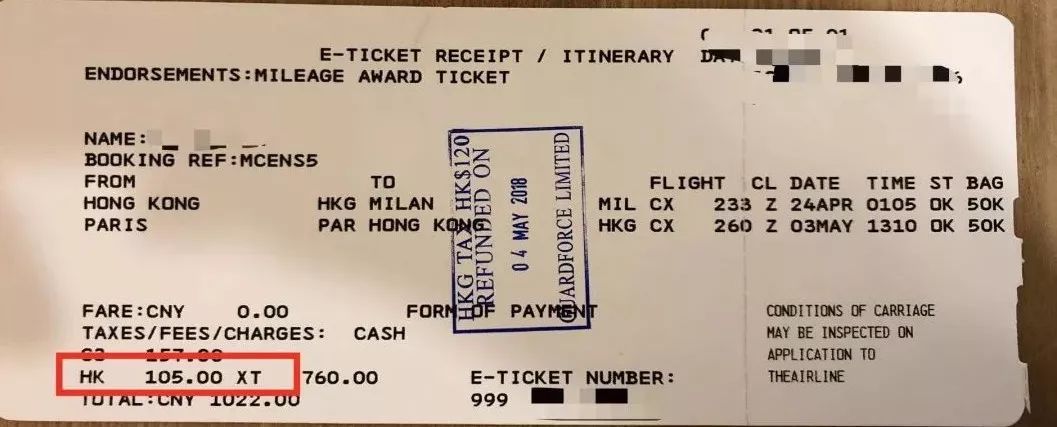 E-TICKET RECEIPT / ITINERARY
ENDORSEMENTS:MILEAGE AWARD TICKET
NAME:
BOOKING REF:MCENS5
FROM TO FLIGHT CL DATE TIME ST BAG
HONG KONG HKG MILAN MIL CX 233 Z 24APR 0105 OK 50K
PARIS PAR HONG KONG HKG CX 260 Z 03MAY 1310 OK 50K
HKG TAX HK$120
REFUNDED ON
04 MAY 2018
GUARDFORCE LIMITED
FARE:CNY 0.00 FORM OF PAYMENT
TAXES/FEES/CHARGES: CASH
157.00
HK 105.00 XT 760.00
TOTAL:CNY 1022.00
E-TICKET NUMBER:
999
CONDITIONS OF CARRIAGE
MAY BE INSPECTED ON
APPLICATION TO
THEAIRLINE